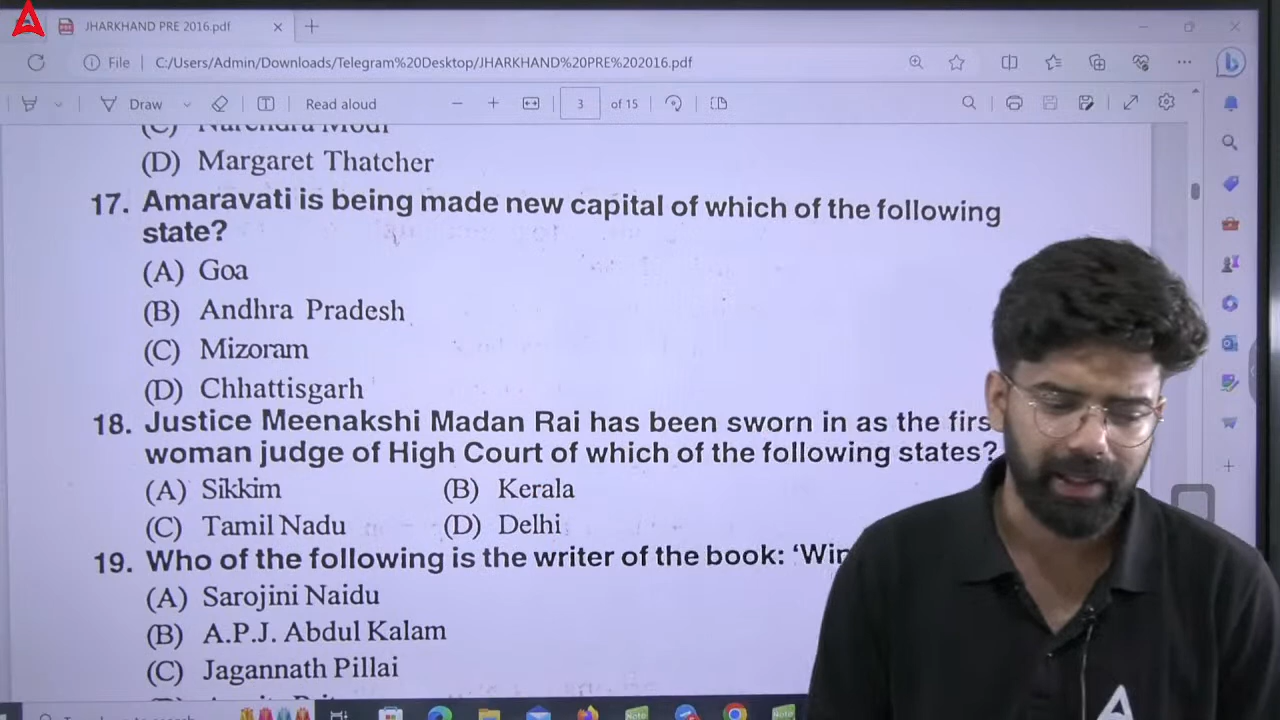 JHARKHAND PRE 2016.pdf
File
C:/Users/Admin/Downloads/Telegram%20Desktop/JHARKHAND%20PRE%202016.pdf
Draw
Read aloud
3
of 15
(C) Narendra Modi
(D) Margaret Thatcher
17. Amaravati is being made new capital of which of the following
state?
(A) Goa
(B) Andhra Pradesh
(C) Mizoram
(D) Chhattisgarh
18. Justice Meenakshi Madan Rai has been sworn in as the firs
woman judge of High Court of which of the following states?
(A) Sikkim (B) Kerala
(C) Tamil Nadu (D) Delhi
19. Who of the following is the writer of the book: ‘Win
(A) Sarojini Naidu
(B) A.P.J. Abdul Kalam
(C) Jagannath Pillai